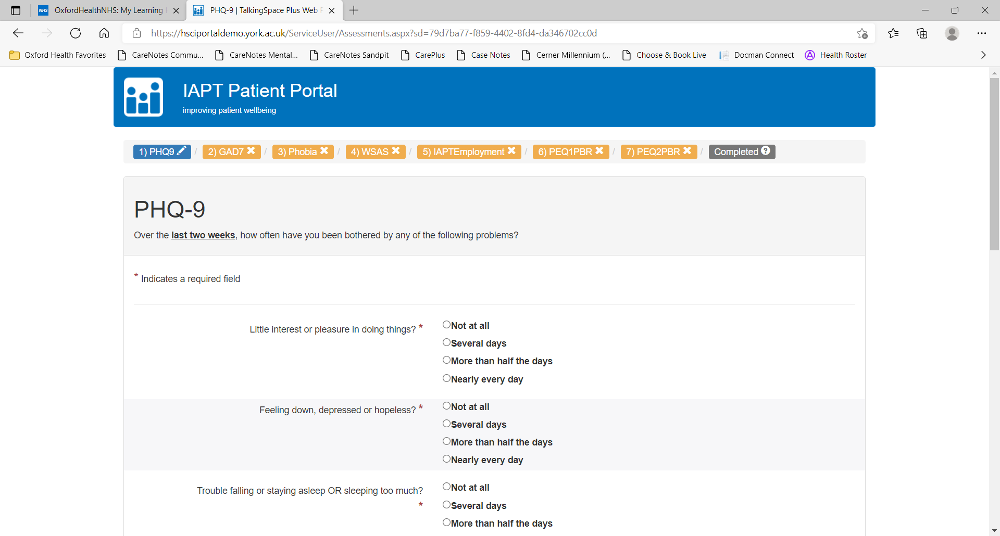 OxfordHealthNHS: My Learning
PHQ-9 | TalkingSpace Plus Web
https://hsciportaldemo.york.ac.uk/ServiceUser/Assessments.aspx?sd=79d7ba77-f859-4402-8fd4-da346702cc0d
Oxford Health Favorites CareNotes Commu... CareNotes Mental... CareNotes Sandpit CarePlus Case Notes Cerner Millennium (... Choose & Book Live Docman Connect Health Roster
IAPT Patient Portal
improving patient wellbeing
1) PHQ9 / 2) GAD7 / 3) Phobia / 4) WSAS / 5) IAPTEmployment / 6) PEQ1PBR / 7) PEQ2PBR / Completed
PHQ-9
Over the last two weeks, how often have you been bothered by any of the following problems?
* Indicates a required field
Little interest or pleasure in doing things? *
Not at all
Several days
More than half the days
Nearly every day
Feeling down, depressed or hopeless? *
Not at all
Several days
More than half the days
Nearly every day
Trouble falling or staying asleep OR sleeping too much?
*
Not at all
Several days
More than half the days